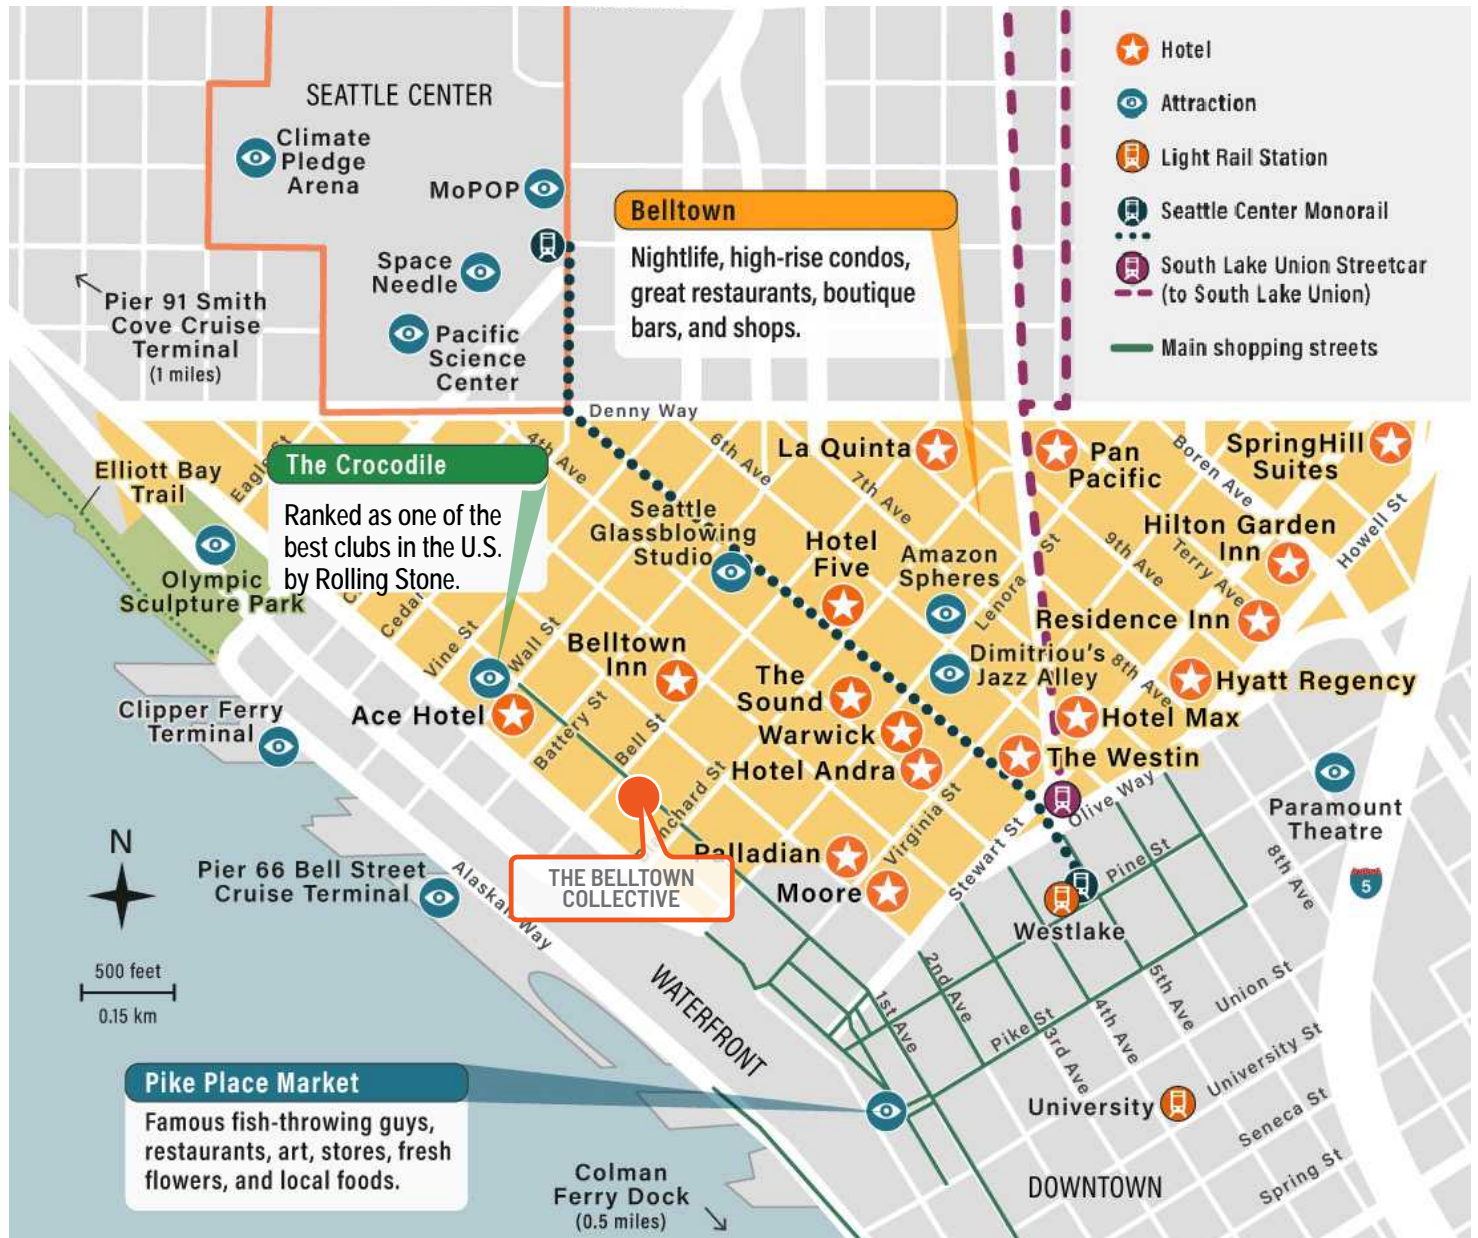 SEATTLE CENTER
Climate
Pledge
Arena
MoPOP
Space
Needle
Pacific
Science
Center
Pier 91 Smith
Cove Cruise
Terminal
(1 miles)
Belltown
Nightlife, high-rise condos,
great restaurants, boutique
bars, and shops.
Hotel
Attraction
Light Rail Station
Seattle Center Monorail
South Lake Union Streetcar
(to South Lake Union)
Main shopping streets
Denny Way
4th Ave
6th Ave
7th Ave
La Quinta
Pan
Pacific
Boren Ave
SpringHill
Suites
Elliott Bay
Trail
The Crocodile
Ranked as one of the
best clubs in the U.S.
by Rolling Stone.
Seattle
Glassblowing
Studio
Hotel
Five
Amazon
Spheres
Lenora St
9th Ave
Terry Ave
Hilton Garden
Inn
Howell St
Olympic
Sculpture Park
Vine St
Wall St
Belltown
Inn
The
Sound
Dimitriou's
Jazz Alley
8th Ave
Residence Inn
Hyatt Regency
Clipper Ferry
Terminal
Ace Hotel
Battery St
Bell St
Warwick
Hotel Andra
Hotel Max
The Westin
Olive Way
Paramount
Theatre
N
Pier 66 Bell Street
Cruise Terminal
Alaskan Way
THE BELLTOWN
COLLECTIVE
Palladian
Moore
Virginia St
Stewart St
Pine St
Westlake
8th Ave
5
500 feet
0.15 km
WATERFRONT
1st Ave
2nd Ave
Pike St
3rd Ave
4th Ave
5th Ave
Union St
University St
Seneca St
Spring St
Pike Place Market
Famous fish-throwing guys,
restaurants, art, stores, fresh
flowers, and local foods.
University
Colman
Ferry Dock
(0.5 miles)
DOWNTOWN